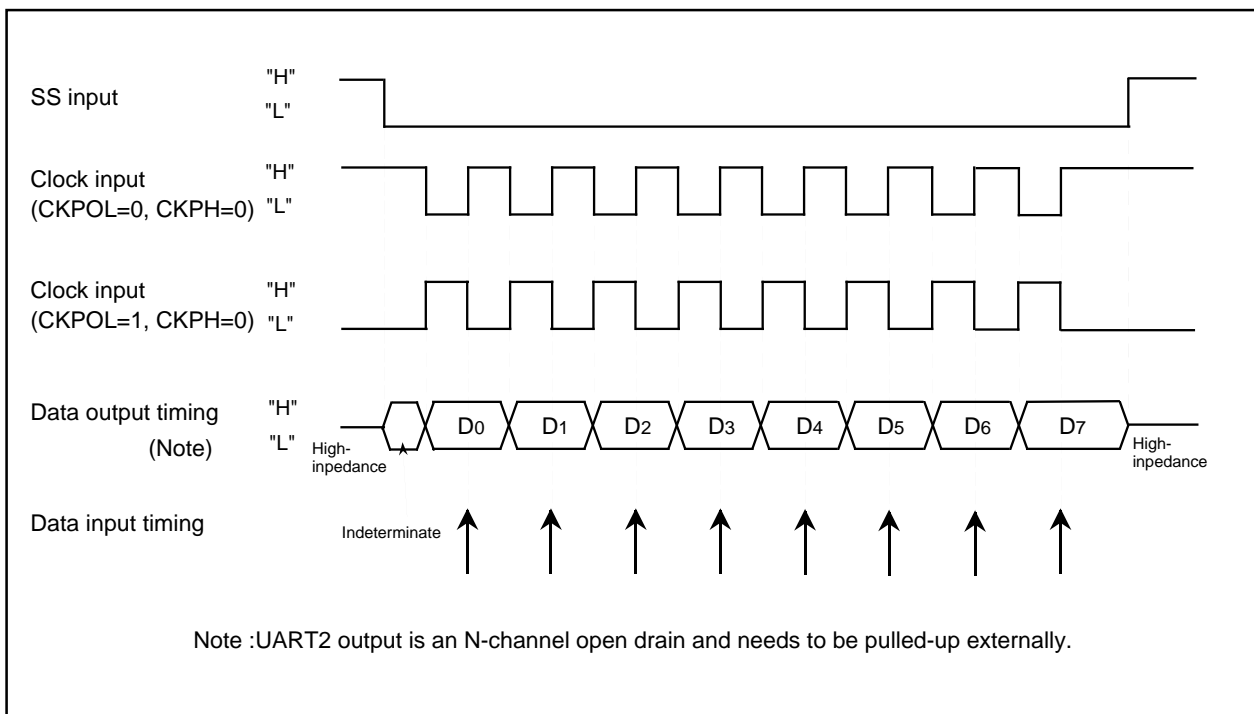 SS input
"H"
"L"
Clock input
(CKPOL=0, CKPH=0)
"H"
"L"
Clock input
(CKPOL=1, CKPH=0)
"H"
"L"
Data output timing
(Note)
"H"
"L"
High-
inpedance
D0
D1
D2
D3
D4
D5
D6
D7
High-
inpedance
Data input timing
Indeterminate
Note :UART2 output is an N-channel open drain and needs to be pulled-up externally.